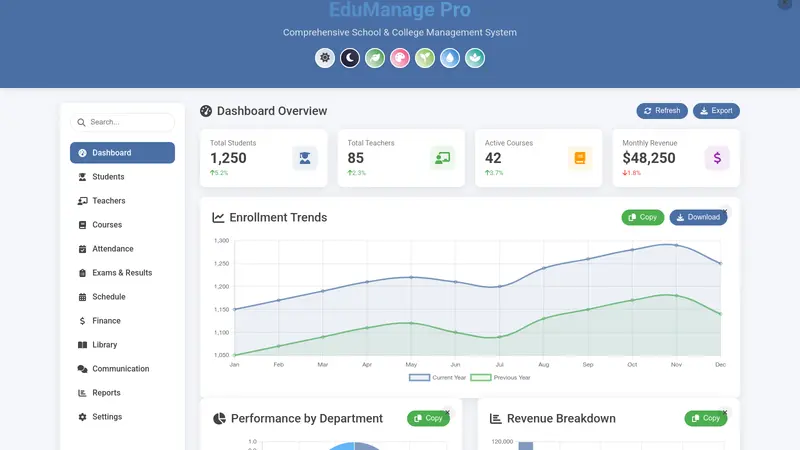 EduManage Pro
Comprehensive School & College Management System
Search...
Dashboard
Students
Teachers
Courses
Attendance
Exams & Results
Schedule
Finance
Library
Communication
Reports
Settings
Dashboard Overview
Refresh
Export
Total Students
1,250
5.2%
Total Teachers
85
2.3%
Active Courses
42
3.7%
Monthly Revenue
$48,250
1.8%
Enrollment Trends
Copy
Download
1,300
1,250
1,200
1,150
1,100
1,050
Jan Feb Mar Apr May Jun Jul Aug Sep Oct Nov Dec
Current Year Previous Year
Performance by Department
Copy
1.0
Revenue Breakdown
Copy
120,000